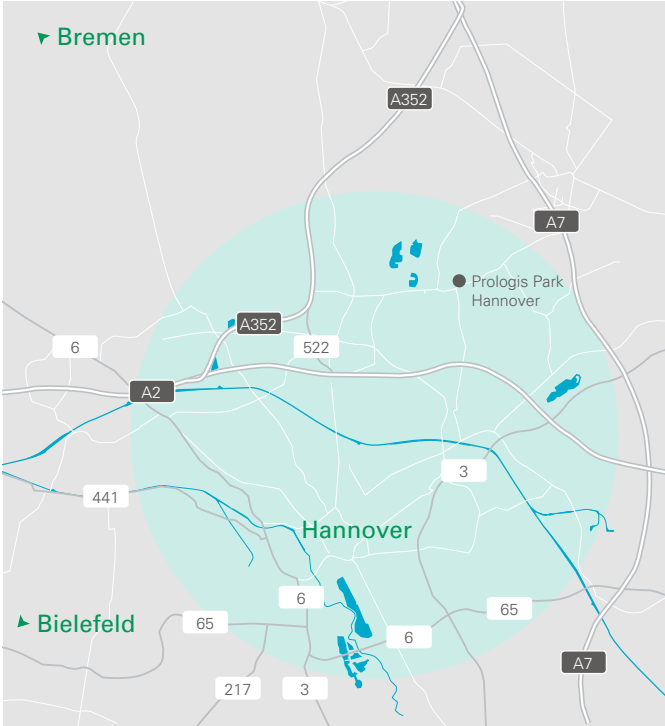 Bremen
A352
A7
Prologis Park
Hannover
A352
6
522
A2
3
441
Hannover
6
65
Bielefeld
65
6
A7
217
3